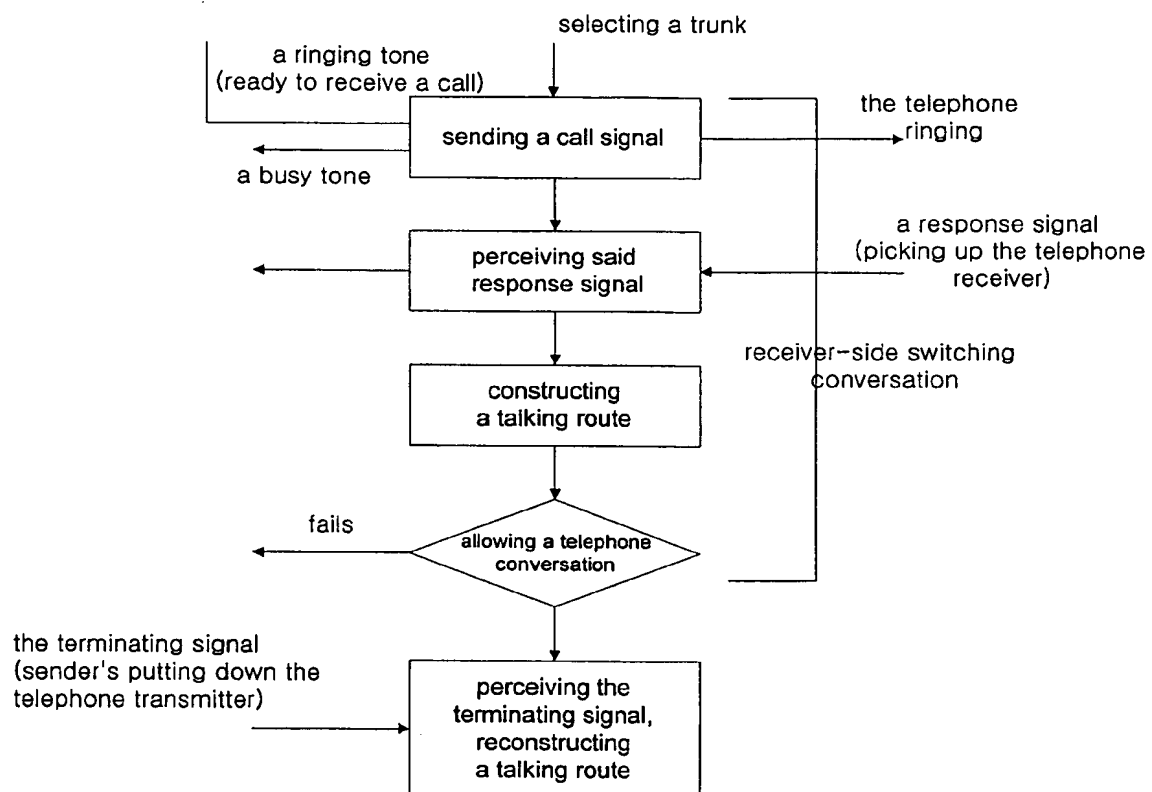 selecting a trunk
a ringing tone
(ready to receive a call)
sending a call signal
the telephone
ringing
a busy tone
perceiving said
response signal
a response signal
(picking up the telephone
receiver)
constructing
a talking route
receiver-side switching
conversation
fails
allowing a telephone
conversation
the terminating signal
(sender's putting down the
telephone transmitter)
perceiving the
terminating signal,
reconstructing
a talking route